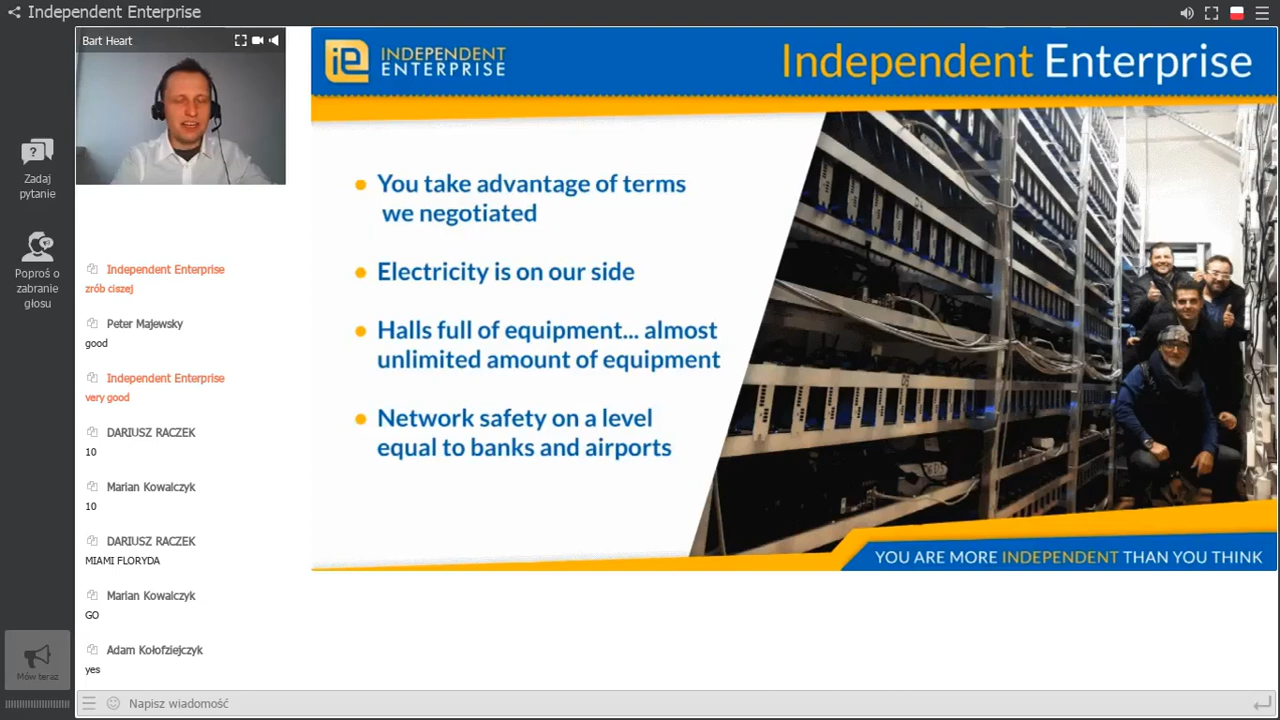 Independent Enterprise
Bart Heart
Zadaj
pytanie
Poproś o
zabranie
głosu
Independent Enterprise
zrób ciszej
Peter Majewsky
good
Independent Enterprise
very good
DARIUSZ RACZEK
10
Marian Kowalczyk
10
DARIUSZ RACZEK
MIAMI FLORYDA
Marian Kowalczyk
GO
Adam Kołofziejczyk
yes
Mów teraz
Napisz wiadomość
ie INDEPENDENT
ENTERPRISE
Independent Enterprise
You take advantage of terms
we negotiated
Electricity is on our side
Halls full of equipment... almost
unlimited amount of equipment
Network safety on a level
equal to banks and airports
YOU ARE MORE INDEPENDENT THAN YOU THINK